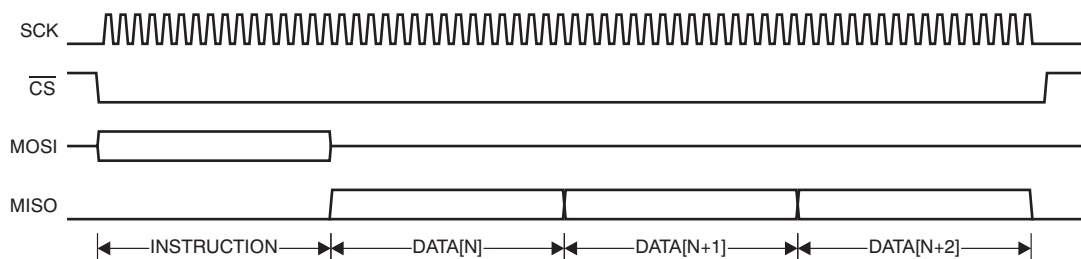 SCK
CS
MOSI
MISO
INSTRUCTION DATA[N] DATA[N+1] DATA[N+2]